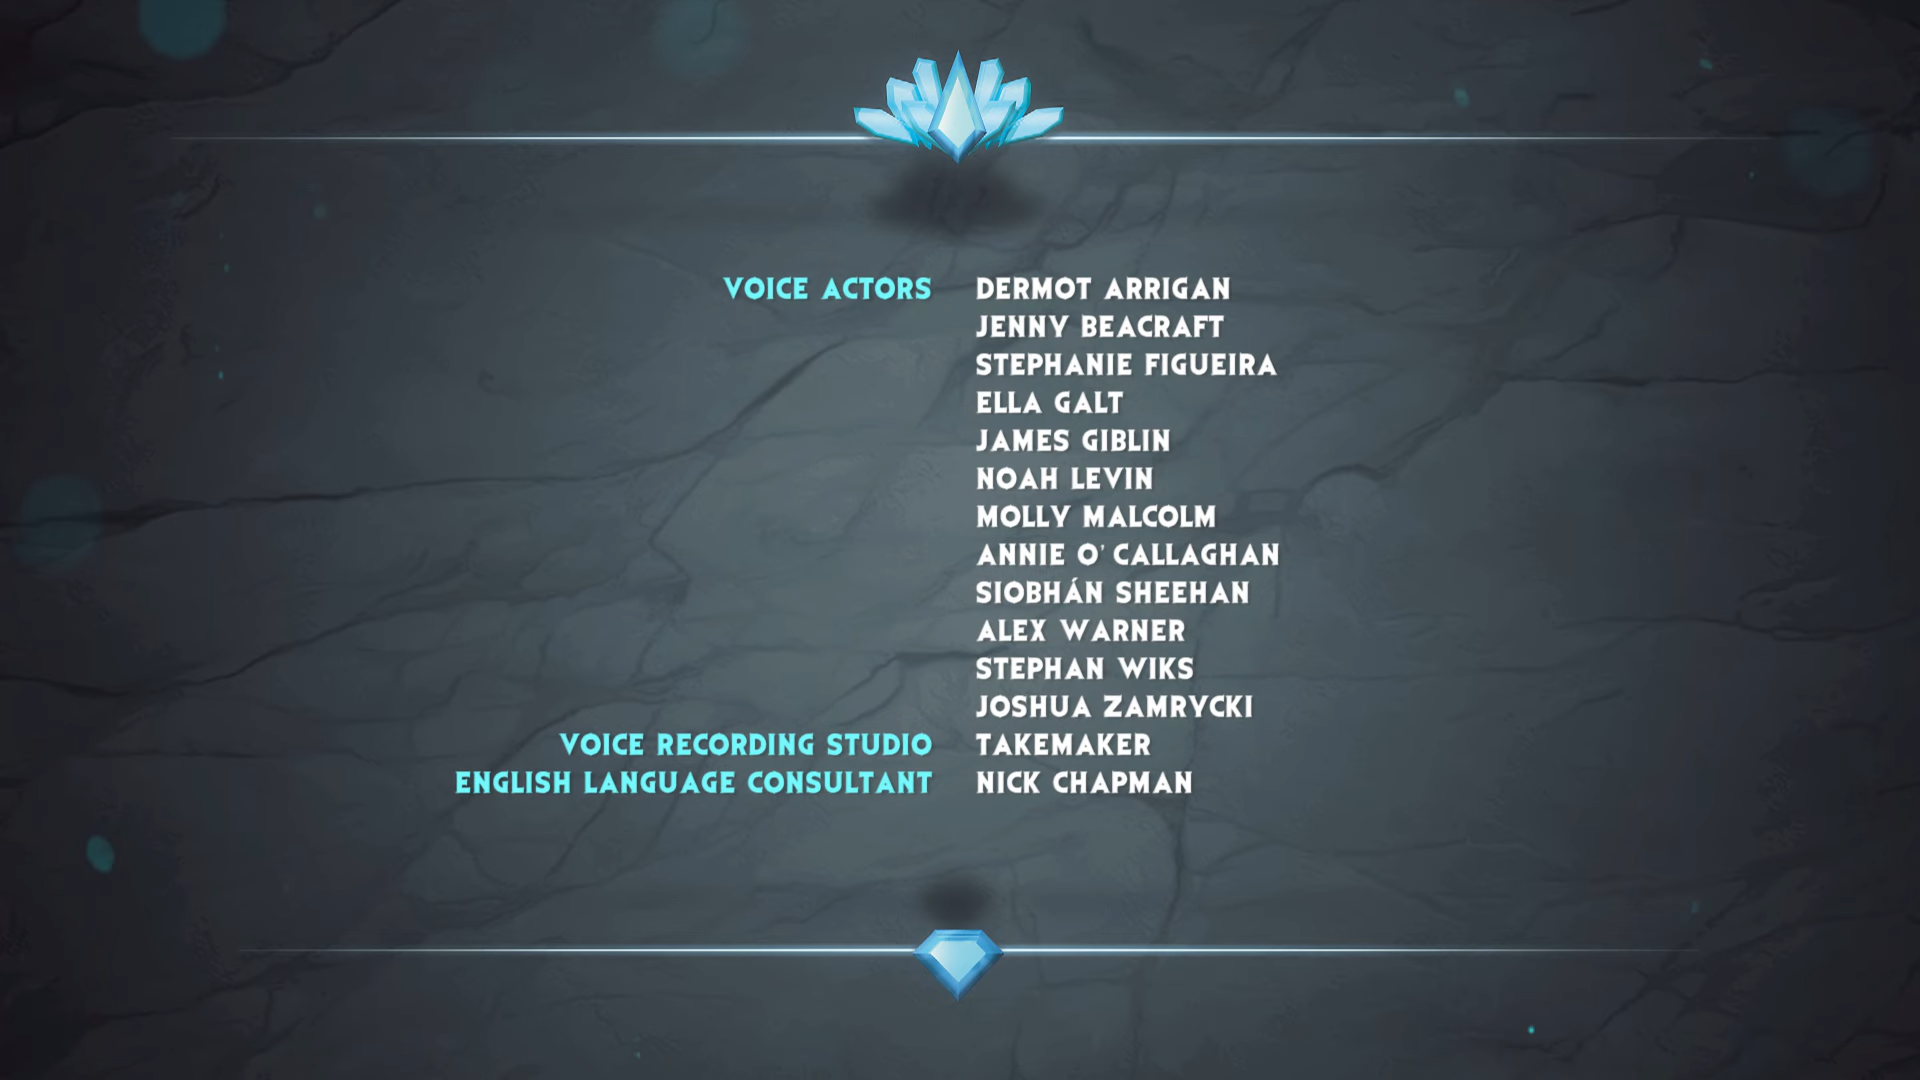 VOICE ACTORS DERMOT ARRIGAN
JENNY BEACRAFT
STEPHANIE FIGUEIRA
ELLA GALT
JAMES GIBLIN
NOAH LEVIN
MOLLY MALCOLM
ANNIE O'CALLAGHAN
SIOBHÁN SHEEHAN
ALEX WARNER
STEPHAN WIKS
JOSHUA ZAMRYCKI
VOICE RECORDING STUDIO TAKEMAKER
ENGLISH LANGUAGE CONSULTANT NICK CHAPMAN